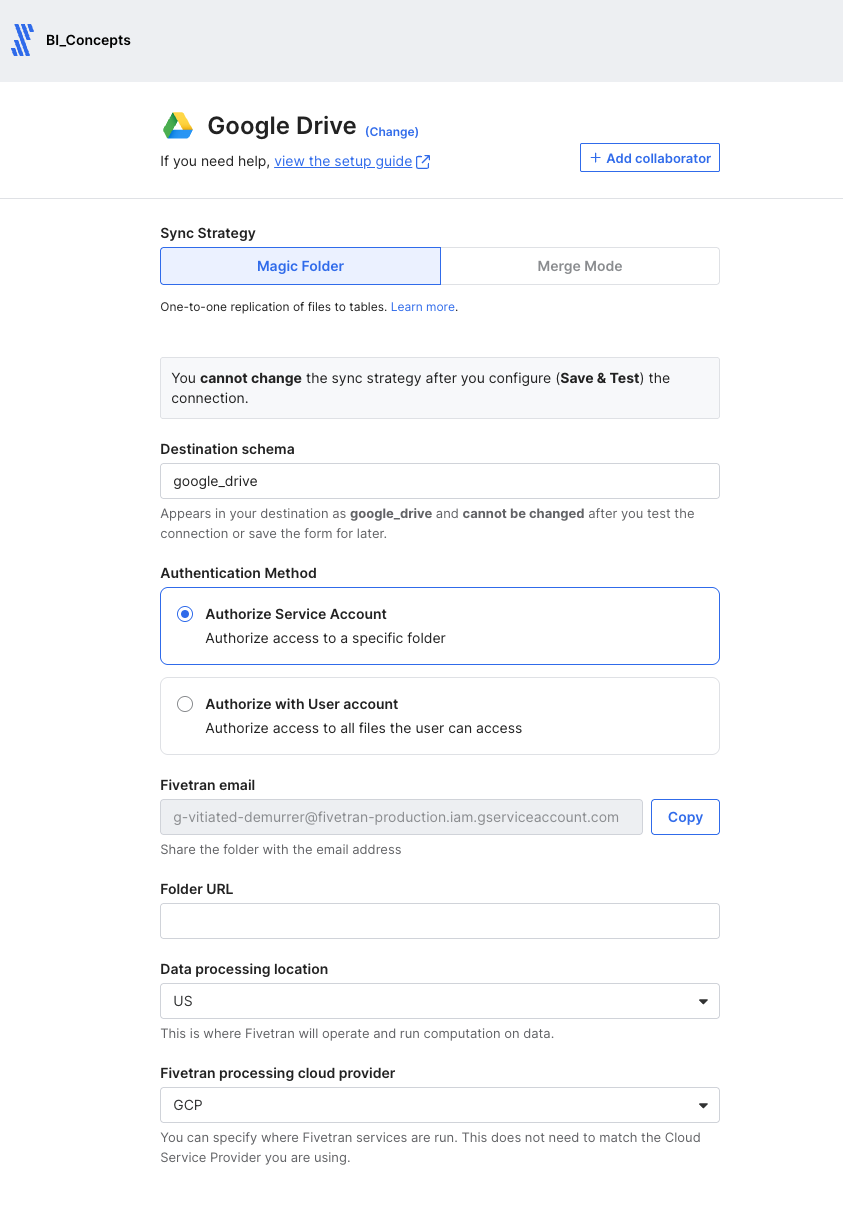 BI_Concepts
Google Drive (Change)
If you need help, view the setup guide
+ Add collaborator
Sync Strategy
Magic Folder
Merge Mode
One-to-one replication of files to tables. Learn more.
You cannot change the sync strategy after you configure (Save & Test) the
connection.
Destination schema
google_drive
Appears in your destination as google_drive and cannot be changed after you test the
connection or save the form for later.
Authentication Method
Authorize Service Account
Authorize access to a specific folder
Authorize with User account
Authorize access to all files the user can access
Fivetran email
g-vitiated-demurrer@fivetran-production.iam.gserviceaccount.com
Copy
Share the folder with the email address
Folder URL
Data processing location
US
This is where Fivetran will operate and run computation on data.
Fivetran processing cloud provider
GCP
You can specify where Fivetran services are run. This does not need to match the Cloud
Service Provider you are using.